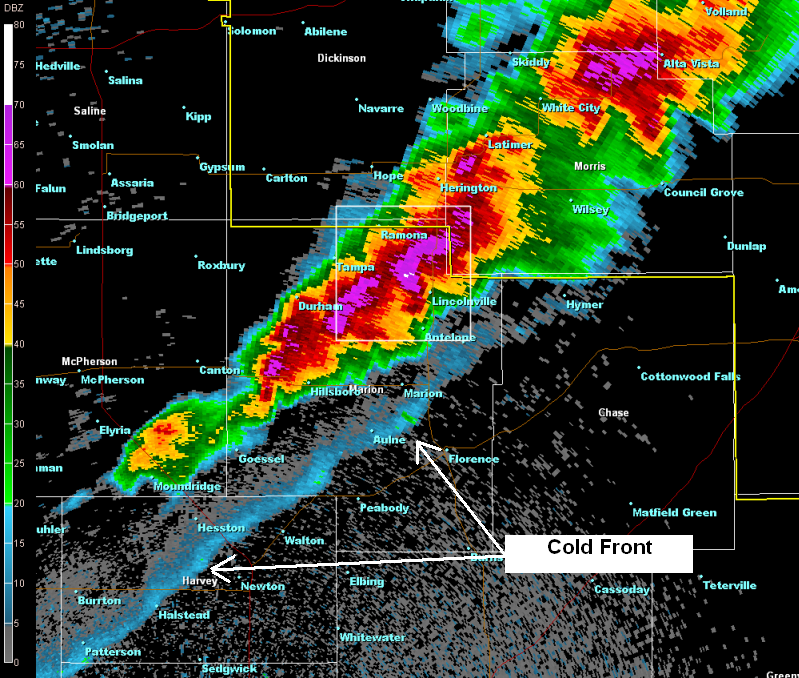 DBZ
80
75
70
65
60
55
50
45
40
35
30
25
20
15
10
5
0
Volland
Solomon
Abilene
Dickinson
Hedville
Skiddy
Alta Vista
Salina
Saline
Kipp
Navarre
Woodbine
White City
Smolan
Latimer
Gypsum
Carlton
Hope
Morris
Falun
Assaria
Herington
Council Grove
Bridgeport
Wilsey
Ramona
Lindsborg
Dunlap
ette
Roxbury
Tampa
Durham
Lincolnville
Hymer
Antelope
McPherson
Canton
nway
McPherson
Cottonwood Falls
Hillsboro
Marion
Marion
Chase
Elyria
Aulne
Goessel
Florence
man
Moundridge
Peabody
Matfield Green
uhler
Hesston
Walton
Cold Front
Burns
Harvey
Newton
Elbing
Cassoday
Teterville
Burrton
Halstead
Whitewater
Patterson
Sedgwick
Greenw